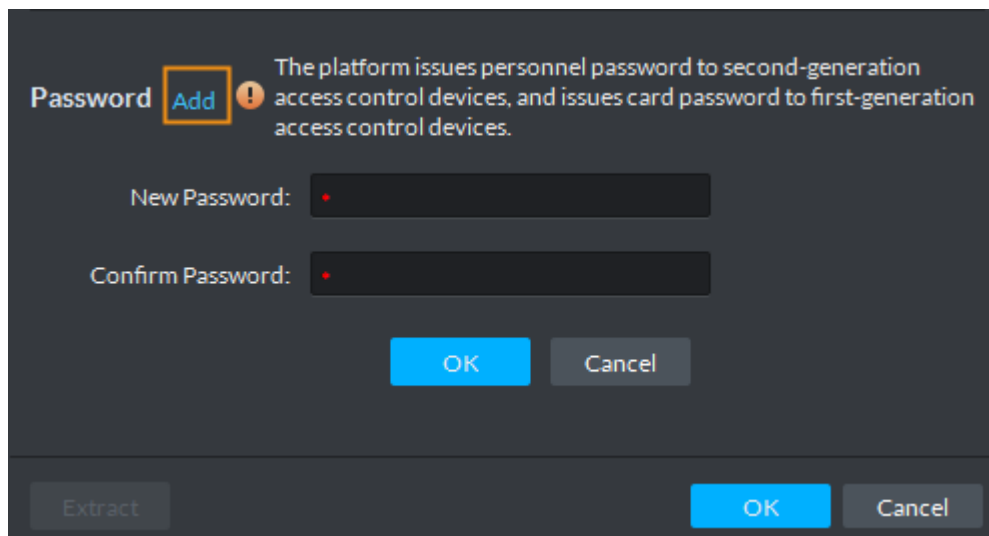 Password Add ! The platform issues personnel password to second-generation
access control devices, and issues card password to first-generation
access control devices.
New Password: •
Confirm Password: •
OK Cancel
Extract OK Cancel